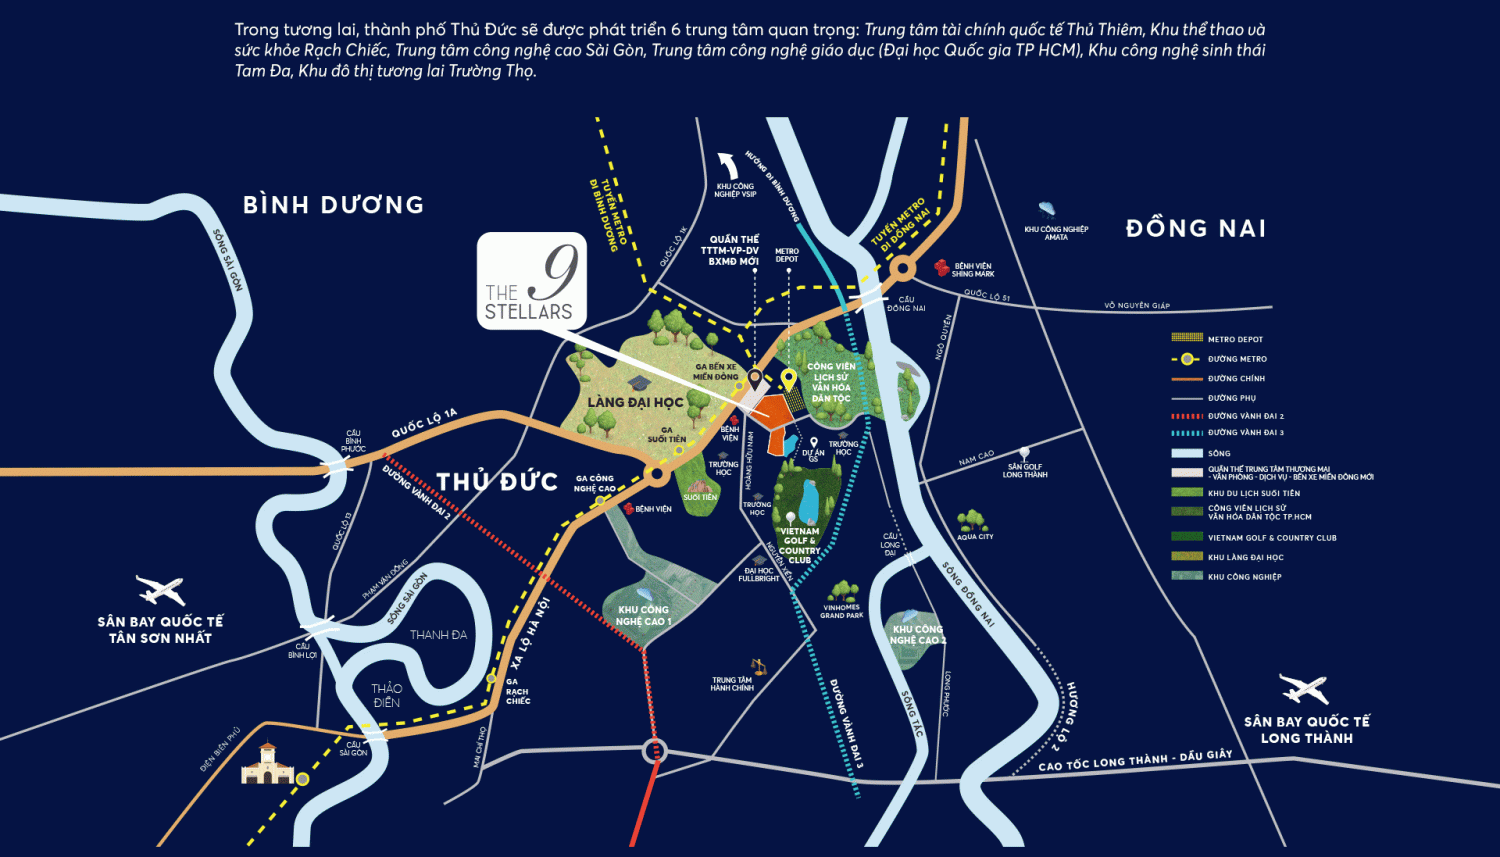 Trong tương lai, thành phố Thủ Đức sẽ được phát triển 6 trung tâm quan trọng: Trung tâm tài chính quốc tế Thủ Thiêm, Khu thể thao và
sức khỏe Rạch Chiếc, Trung tâm công nghệ cao Sài Gòn, Trung tâm công nghệ giáo dục (Đại học Quốc gia TP HCM), Khu công nghệ sinh thái
Tam Đa, Khu đô thị tương lai Trường Thọ.
BÌNH DƯƠNG
ĐỒNG NAI
TUYẾN METRO
ĐI BÌNH DƯƠNG
KHU CÔNG
NGHIỆP VSIP
HƯỚNG ĐI BÌNH DƯƠNG
TUYẾN METRO
ĐI ĐỒNG NAI
KHU CÔNG NGHIỆP
AMATA
SÔNG SÀI GÒN
QUỐC LỘ 1K
QUẦN THỂ
TTTM-VP-DV
BXMĐ MỚI
METRO
DEPOT
BỆNH VIỆN
SHING MARK
THE 9
STELLARS
CẦU
ĐỒNG NAI
QUỐC LỘ 51
VÕ NGUYÊN GIÁP
NGÔ QUYỀN
METRO DEPOT
ĐƯỜNG METRO
ĐƯỜNG CHÍNH
ĐƯỜNG PHỤ
ĐƯỜNG VÀNH ĐAI 2
ĐƯỜNG VÀNH ĐAI 3
SÔNG
QUẦN THỂ TRUNG TÂM THƯƠNG MẠI
- VĂN PHÒNG - DỊCH VỤ - BẾN XE MIỀN ĐÔNG MỚI
KHU DU LỊCH SUỐI TIÊN
CÔNG VIÊN LỊCH SỬ
VĂN HÓA DÂN TỘC TP.HCM
VIETNAM GOLF & COUNTRY CLUB
KHU LÀNG ĐẠI HỌC
KHU CÔNG NGHIỆP
GA BẾN XE
MIỀN ĐÔNG
CÔNG VIÊN
LỊCH SỬ
VĂN HÓA
DÂN TỘC
LÀNG ĐẠI HỌC
QUỐC LỘ 1A
CẦU
BÌNH
PHƯỚC
GA
SUỐI TIÊN
BỆNH
VIỆN
DỰ ÁN
GS
TRƯỜNG
HỌC
TRƯỜNG
HỌC
HOÀNG HỮU NAM
NAM CAO
SÂN GOLF
LONG THÀNH
THỦ ĐỨC
ĐƯỜNG VÀNH ĐAI 2
GA CÔNG
NGHỆ CAO
SUỐI TIÊN
BỆNH VIỆN
TRƯỜNG
HỌC
QUỐC LỘ 13
VIETNAM
GOLF &
COUNTRY
CLUB
CẦU
LONG
ĐẠI
AQUA CITY
NGUYỄN XIỂN
ĐẠI HỌC
FULLBRIGHT
PHẠM VĂN ĐỒNG
SÔNG SÀI GÒN
SÔNG ĐỒNG NAI
SÂN BAY QUỐC TẾ
TÂN SƠN NHẤT
KHU CÔNG
NGHỆ CAO 1
VINHOMES
GRAND PARK
KHU CÔNG
NGHỆ CAO 2
THANH ĐA
XA LỘ HÀ NỘI
CẦU
BÌNH LỢI
THẢO
ĐIỀN
GA
RẠCH
CHIẾC
TRUNG TÂM
HÀNH CHÍNH
LONG PHƯỚC
HƯƠNG LỘ 2
SÂN BAY QUỐC TẾ
LONG THÀNH
ĐIỆN BIÊN PHỦ
CẦU
SÀI GÒN
MAI CHÍ THỌ
ĐƯỜNG VÀNH ĐAI 3
SÔNG TẮC
CAO TỐC LONG THÀNH - DẦU GIÂY